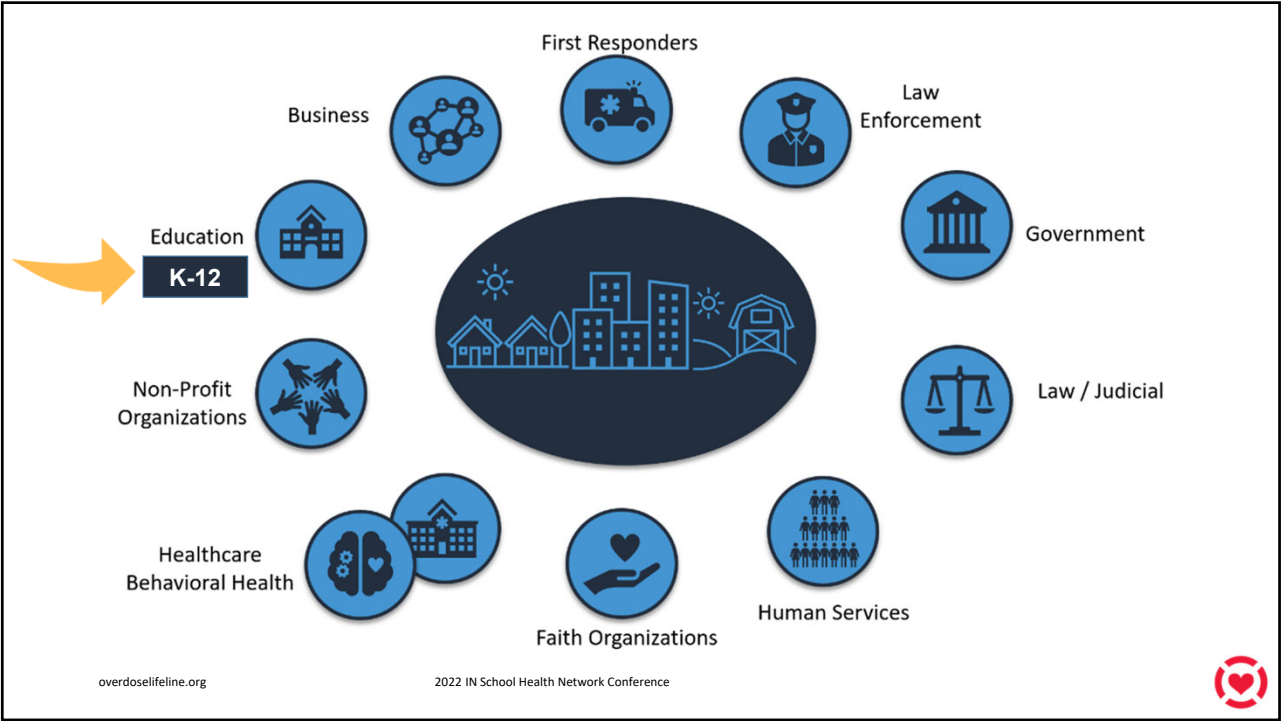 First Responders
Business
Law
Enforcement
Education
K-12
Government
Non-Profit
Organizations
Law / Judicial
Healthcare
Behavioral Health
Human Services
Faith Organizations
overdoselifeline.org
2022 IN School Health Network Conference